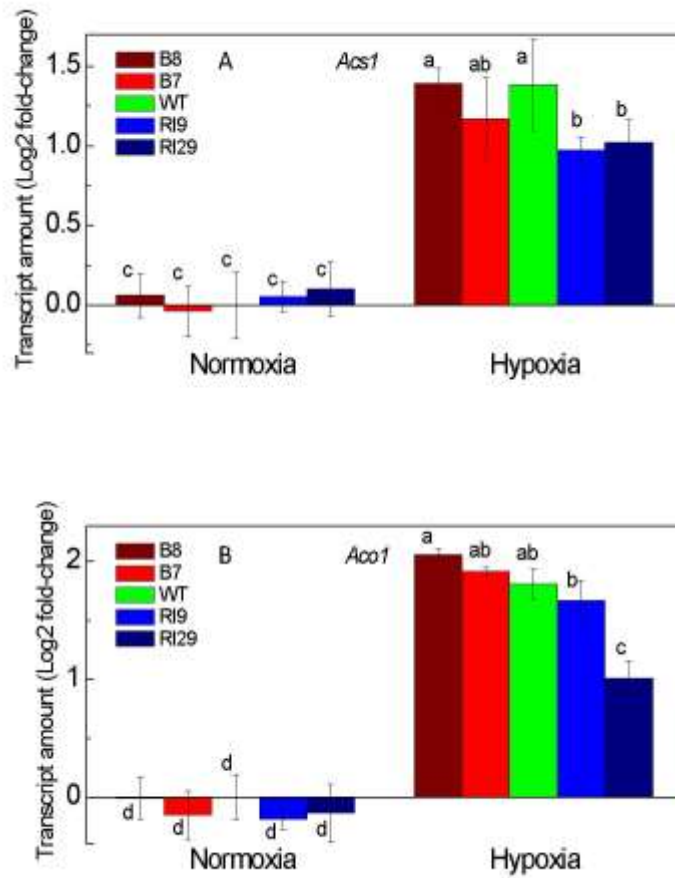 Transcript amount (Log2 fold-change)
1.5
1.0
0.5
0.0
B8
B7
WT
RI9
RI29
A
Acs1
a
ab
a
b
b
c
c
c
c
c
Normoxia
Hypoxia
Transcript amount (Log2 fold-change)
2
1
0
B8
B7
WT
RI9
RI29
B
Aco1
a
ab
ab
b
c
d
d
d
d
d
Normoxia
Hypoxia